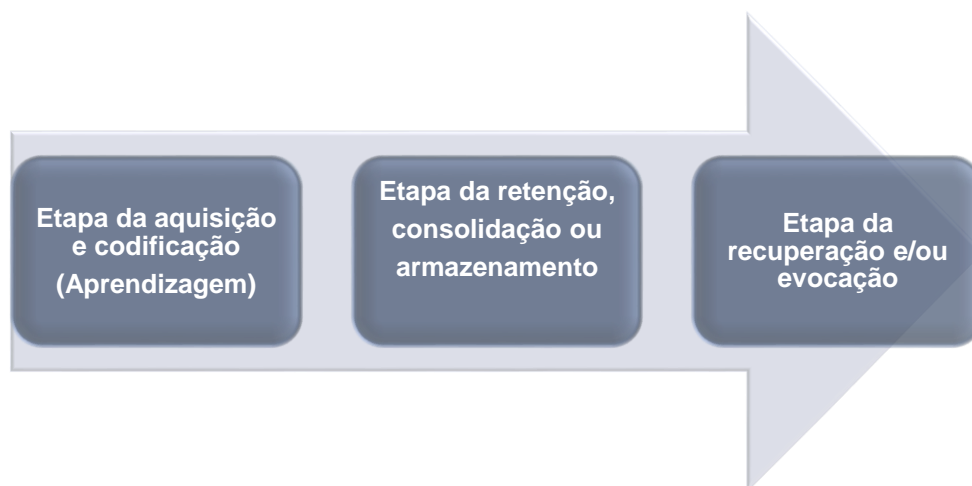 Etapa da aquisição
e codificação
(Aprendizagem)
Etapa da retenção,
consolidação ou
armazenamento
Etapa da
recuperação e/ou
evocação